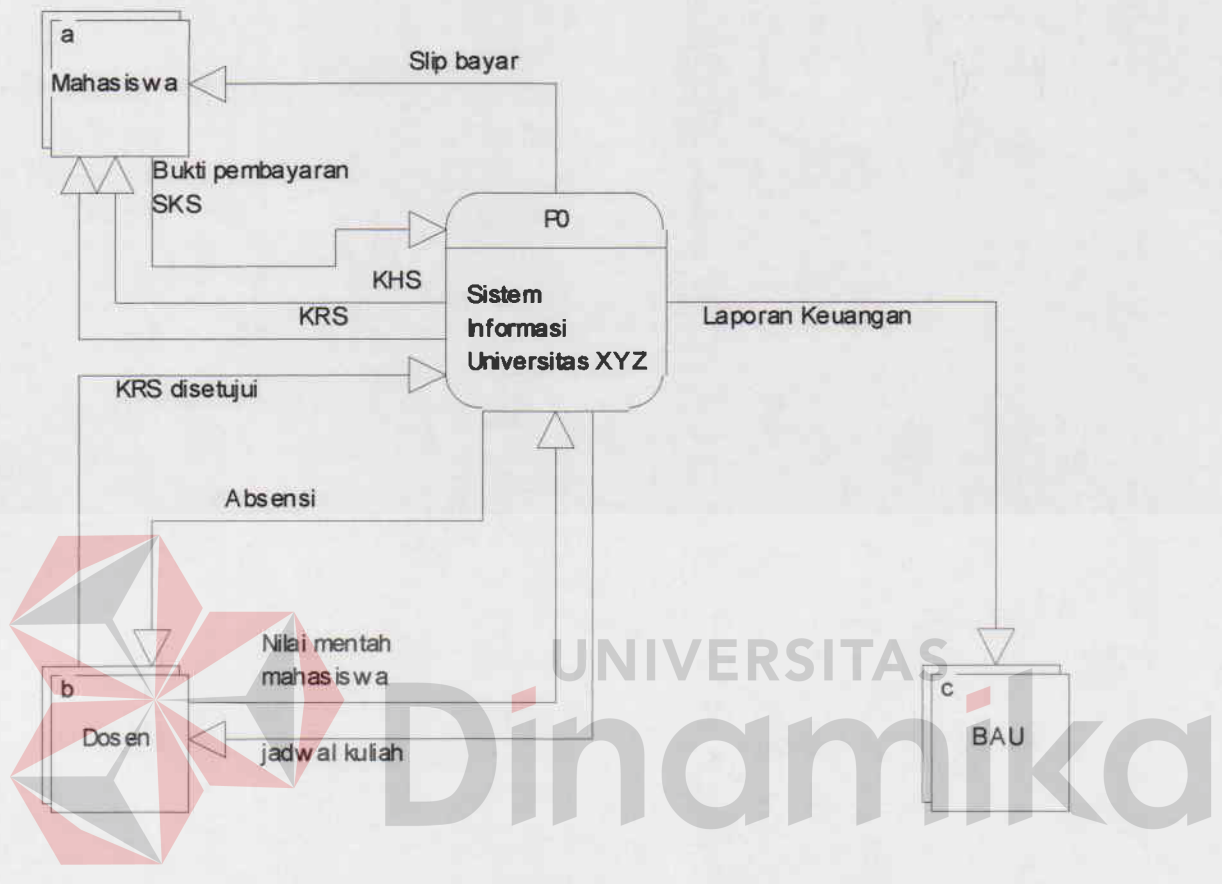 a
Mahasiswa
Slip bayar
Bukti pembayaran
SKS
P0
KHS
KRS
Sistem
Informasi
Universitas XYZ
Laporan Keuangan
KRS disetujui
Absensi
Nilai mentah
mahasiswa
b
Dosen
jadwal kuliah
UNIVERSITAS
Dinamika
c
BAU